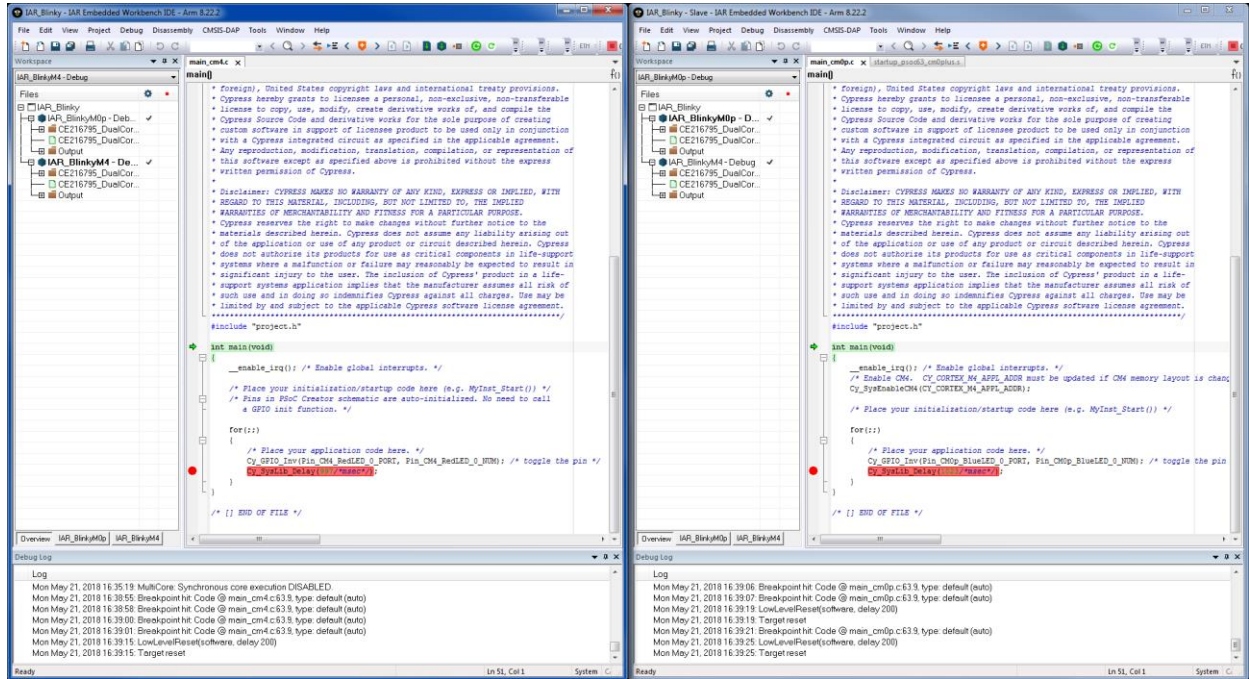 IAR_Blinky - IAR Embedded Workbench IDE - Arm 8.22.2
File Edit View Project Debug Disassembly CMSIS-DAP Tools Window Help
Workspace
IAR_BlinkyM4 - Debug
Files
IAR_Blinky
IAR_BlinkyM0p - Deb...
CE216795_DualCor...
CE216795_DualCor...
Output
IAR_BlinkyM4 - De...
CE216795_DualCor...
CE216795_DualCor...
Output
Overview IAR_BlinkyM0p IAR_BlinkyM4
main_cm4.c x
main()
* foreign), United States copyright laws and international treaty provisions.
* Cypress hereby grants to licensee a personal, non-exclusive, non-transferable
* license to copy, use, modify, create derivative works of, and compile the
* Cypress Source Code and derivative works for the sole purpose of creating
* custom software in support of licensee product to be used only in conjunction
* with a Cypress integrated circuit as specified in the applicable agreement.
* Any reproduction, modification, translation, compilation, or representation of
* this software except as specified above is prohibited without the express
* written permission of Cypress.
*
* Disclaimer: CYPRESS MAKES NO WARRANTY OF ANY KIND, EXPRESS OR IMPLIED, WITH
* REGARD TO THIS MATERIAL, INCLUDING, BUT NOT LIMITED TO, THE IMPLIED
* WARRANTIES OF MERCHANTABILITY AND FITNESS FOR A PARTICULAR PURPOSE.
* Cypress reserves the right to make changes without further notice to the
* materials described herein. Cypress does not assume any liability arising out
* of the application or use of any product or circuit described herein. Cypress
* does not authorize its products for use as critical components in life-support
* systems where a malfunction or failure may reasonably be expected to result in
* significant injury to the user. The inclusion of Cypress' product in a life-
* support systems application implies that the manufacturer assumes all risk of
* such use and in doing so indemnifies Cypress against all charges. Use may be
* limited by and subject to the applicable Cypress software license agreement.
*******************************************************************************/
#include "project.h"
int main(void)
{
__enable_irq(); /* Enable global interrupts. */
/* Place your initialization/startup code here (e.g. MyInst_Start()) */
/* Pins in PSoC Creator schematic are auto-initialized. No need to call
a GPIO init function. */
for(;;)
{
/* Place your application code here. */
Cy_GPIO_Inv(Pin_CM4_RedLED_0_PORT, Pin_CM4_RedLED_0_NUM); /* toggle the pin */
Cy_SysLib_Delay( /*msec*/);
}
}
/* [] END OF FILE */
Debug Log
Log
Mon May 21, 2018 16:35:19: MultiCore: Synchronous core execution DISABLED.
Mon May 21, 2018 16:38:55: Breakpoint hit: Code @ main_cm4.c:63.9, type: default (auto)
Mon May 21, 2018 16:38:58: Breakpoint hit: Code @ main_cm4.c:63.9, type: default (auto)
Mon May 21, 2018 16:39:00: Breakpoint hit: Code @ main_cm4.c:63.9, type: default (auto)
Mon May 21, 2018 16:39:01: Breakpoint hit: Code @ main_cm4.c:63.9, type: default (auto)
Mon May 21, 2018 16:39:15: LowLevelReset(software, delay 200)
Mon May 21, 2018 16:39:15: Target reset
Ready Ln 51, Col 1 System
IAR_Blinky - Slave - IAR Embedded Workbench IDE - Arm 8.22.2
File Edit View Project Debug Disassembly CMSIS-DAP Tools Window Help
Workspace
IAR_BlinkyM0p - Debug
Files
IAR_Blinky
IAR_BlinkyM0p - D...
CE216795_DualCor...
CE216795_DualCor...
Output
IAR_BlinkyM4 - Debug
CE216795_DualCor...
CE216795_DualCor...
Output
Overview IAR_BlinkyM0p IAR_BlinkyM4
main_cm0p.c x startup_psoc63_cm0plus.s
main()
* foreign), United States copyright laws and international treaty provisions.
* Cypress hereby grants to licensee a personal, non-exclusive, non-transferable
* license to copy, use, modify, create derivative works of, and compile the
* Cypress Source Code and derivative works for the sole purpose of creating
* custom software in support of licensee product to be used only in conjunction
* with a Cypress integrated circuit as specified in the applicable agreement.
* Any reproduction, modification, translation, compilation, or representation of
* this software except as specified above is prohibited without the express
* written permission of Cypress.
*
* Disclaimer: CYPRESS MAKES NO WARRANTY OF ANY KIND, EXPRESS OR IMPLIED, WITH
* REGARD TO THIS MATERIAL, INCLUDING, BUT NOT LIMITED TO, THE IMPLIED
* WARRANTIES OF MERCHANTABILITY AND FITNESS FOR A PARTICULAR PURPOSE.
* Cypress reserves the right to make changes without further notice to the
* materials described herein. Cypress does not assume any liability arising out
* of the application or use of any product or circuit described herein. Cypress
* does not authorize its products for use as critical components in life-support
* systems where a malfunction or failure may reasonably be expected to result in
* significant injury to the user. The inclusion of Cypress' product in a life-
* support systems application implies that the manufacturer assumes all risk of
* such use and in doing so indemnifies Cypress against all charges. Use may be
* limited by and subject to the applicable Cypress software license agreement.
*******************************************************************************/
#include "project.h"
int main(void)
{
__enable_irq(); /* Enable global interrupts. */
/* Enable CM4. CY_CORTEX_M4_APPL_ADDR must be updated if CM4 memory layout is chang
Cy_SysEnableCM4(CY_CORTEX_M4_APPL_ADDR);
/* Place your initialization/startup code here (e.g. MyInst_Start()) */
for(;;)
{
/* Place your application code here. */
Cy_GPIO_Inv(Pin_CM0p_BlueLED_0_PORT, Pin_CM0p_BlueLED_0_NUM); /* toggle the pin
Cy_SysLib_Delay( /*msec*/);
}
}
/* [] END OF FILE */
Debug Log
Log
Mon May 21, 2018 16:39:06: Breakpoint hit: Code @ main_cm0p.c:63.9, type: default (auto)
Mon May 21, 2018 16:39:07: Breakpoint hit: Code @ main_cm0p.c:63.9, type: default (auto)
Mon May 21, 2018 16:39:19: LowLevelReset(software, delay 200)
Mon May 21, 2018 16:39:19: Target reset
Mon May 21, 2018 16:39:21: Breakpoint hit: Code @ main_cm0p.c:63.9, type: default (auto)
Mon May 21, 2018 16:39:25: LowLevelReset(software, delay 200)
Mon May 21, 2018 16:39:25: Target reset
Ready Ln 51, Col 1 System